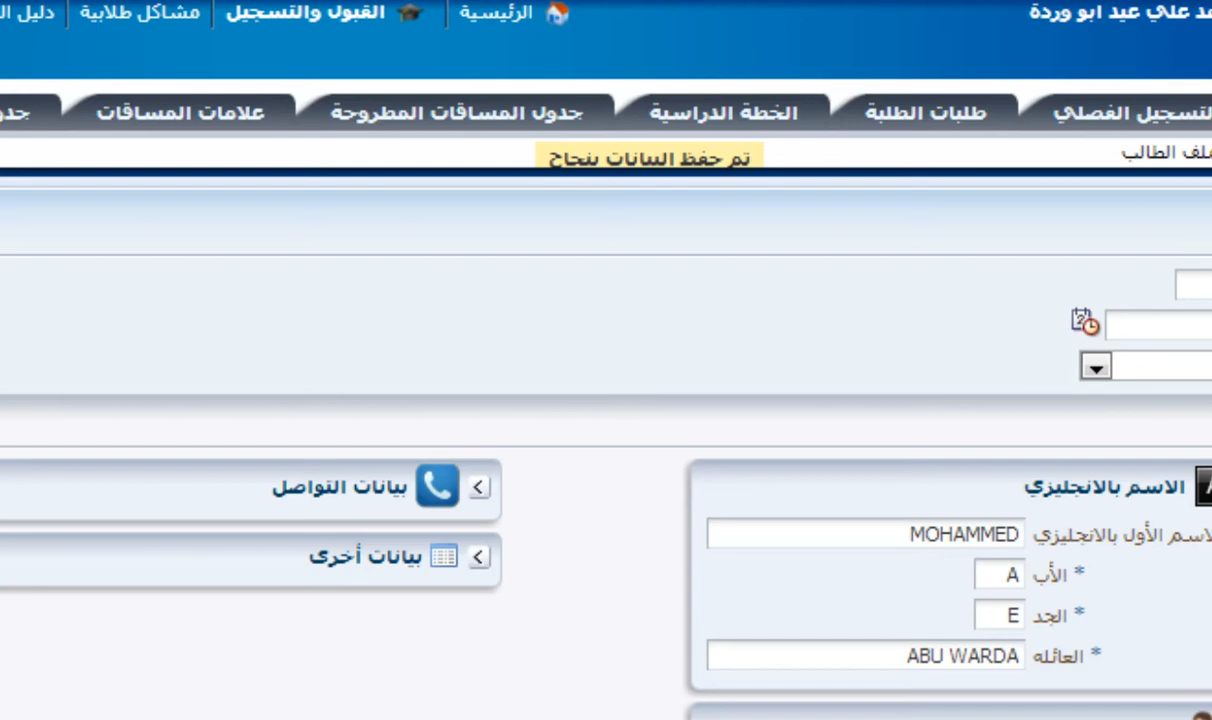 علي عيد ابو وردة
الرئيسية القبول والتسجيل مشاكل طلابية دليل
التسجيل الفصلي طلبات الطلبة الخطة الدراسية جدول المساقات المطروحة علامات المساقات
ملف الطالب
تم حفظ البيانات بنجاح
الاسم بالانجليزي
الاسم الأول بالانجليزي MOHAMMED
* الأب A
* الجد E
* العائله ABU WARDA
بيانات التواصل
بيانات أخرى